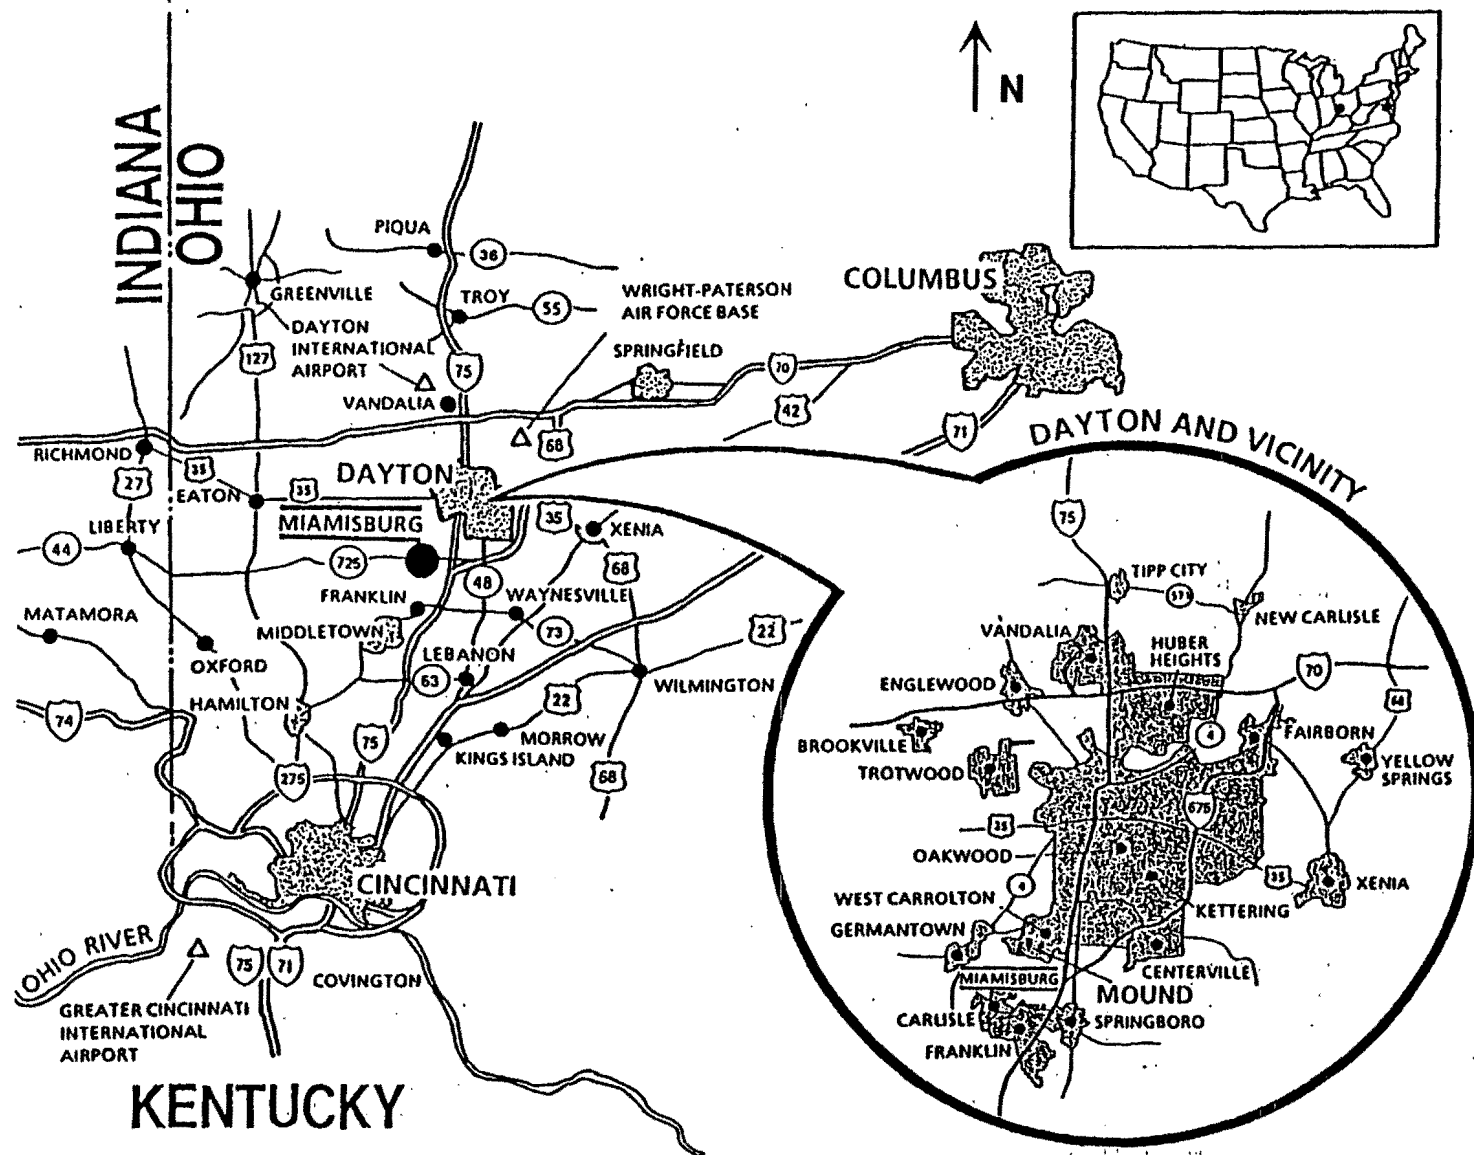 N
INDIANA
OHIO
PIQUA
36
GREENVILLE
TROY
55
WRIGHT-PATERSON
AIR FORCE BASE
COLUMBUS
DAYTON
INTERNATIONAL
AIRPORT
127
75
SPRINGFIELD
70
VANDALIA
42
71
68
RICHMOND
35
27
EATON
35
DAYTON
MIAMISBURG
35
XENIA
LIBERTY
44
725
68
48
FRANKLIN
WAYNESVILLE
MATAMORA
MIDDLETOWN
73
22
OXFORD
LEBANON
63
WILMINGTON
HAMILTON
22
74
75
MORROW
KINGS ISLAND
275
68
CINCINNATI
OHIO RIVER
75
71
COVINGTON
GREATER CINCINNATI
INTERNATIONAL
AIRPORT
KENTUCKY
DAYTON AND VICINITY
75
TIPP CITY
571
NEW CARLISLE
VANDALIA
HUBER
HEIGHTS
70
ENGLEWOOD
68
4
FAIRBORN
BROOKVILLE
TROTWOOD
YELLOW
SPRINGS
675
35
OAKWOOD
35
XENIA
4
WEST CARROLTON
KETTERING
GERMANTOWN
MIAMISBURG
CENTERVILLE
MOUND
CARLISLE
SPRINGBORO
FRANKLIN